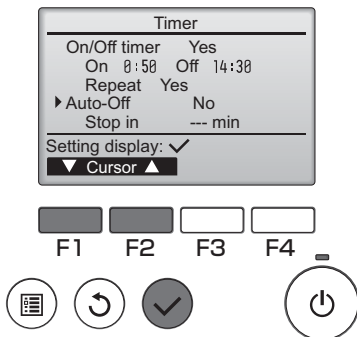 Timer
On/Off timer Yes
On 8:50 Off 14:30
Repeat Yes
Auto-Off No
Stop in --- min
Setting display:
Cursor
F1 F2 F3 F4